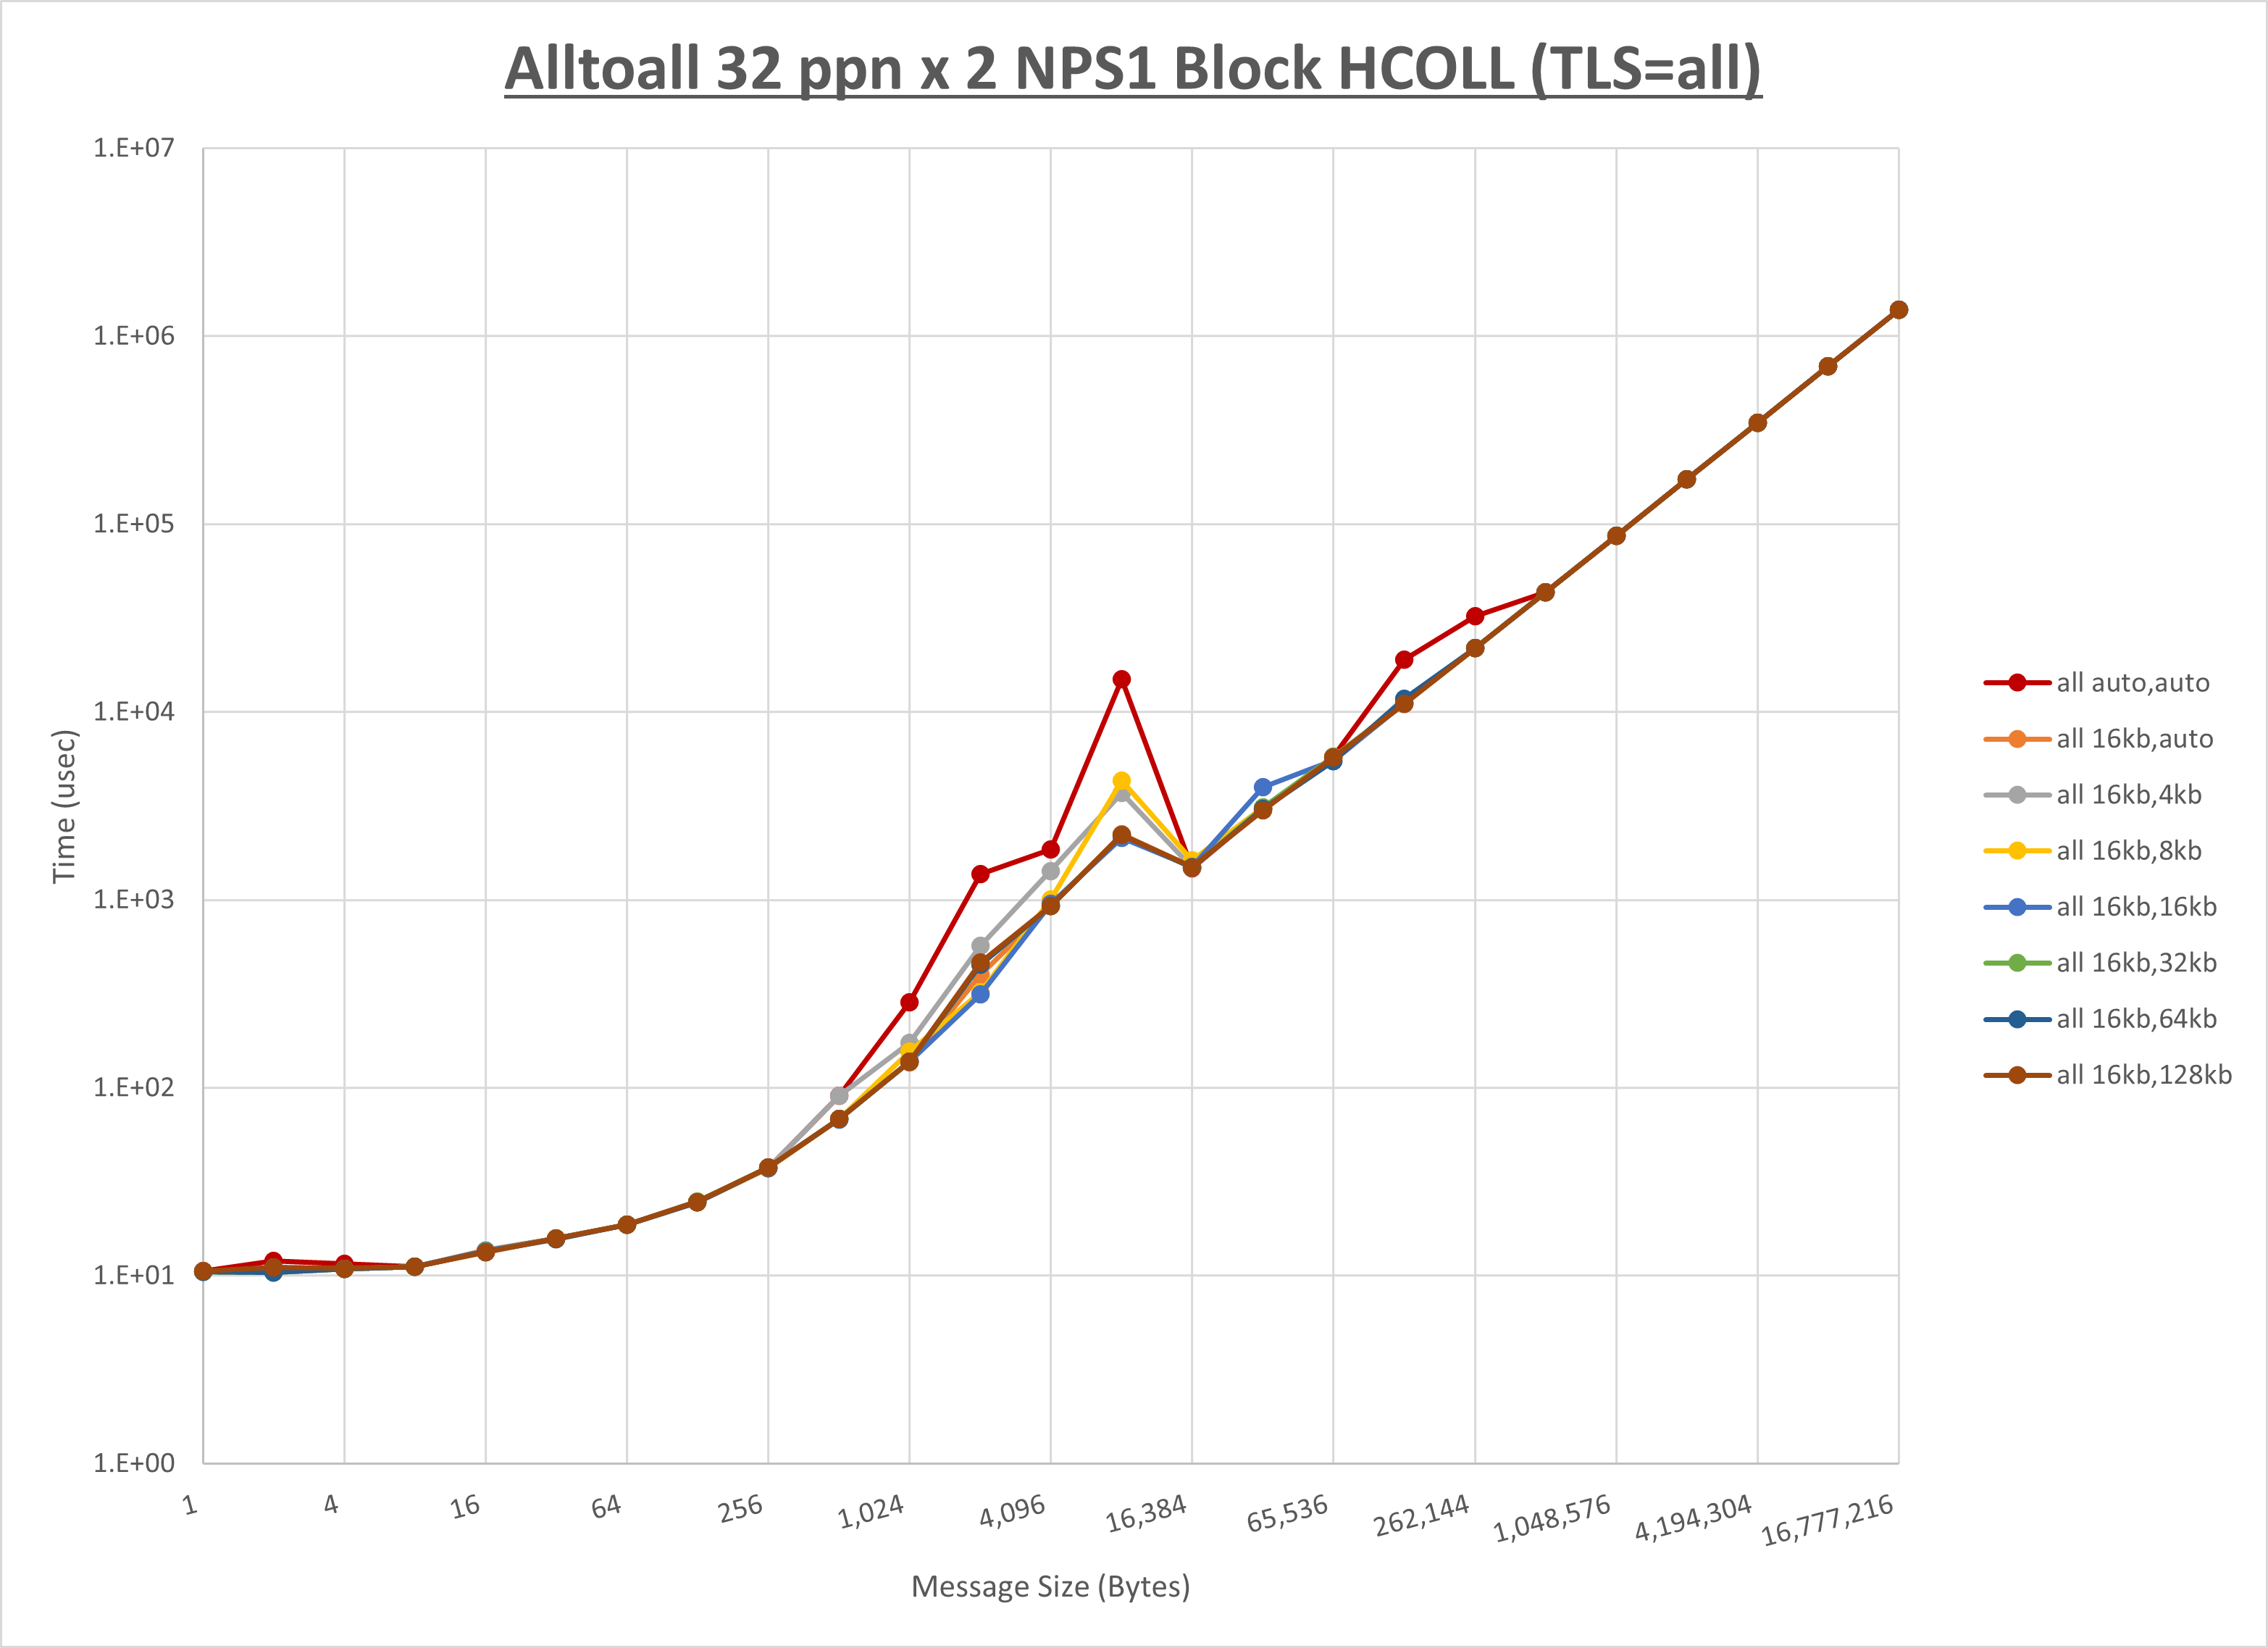 Alltoall 32 ppn x 2 NPS1 Block HCOLL (TLS=all)
1.E+07
1.E+06
1.E+05
1.E+04
1.E+03
1.E+02
1.E+01
1.E+00
Time (usec)
1
4
16
64
256
1,024
4,096
16,384
65,536
262,144
1,048,576
4,194,304
16,777,216
Message Size (Bytes)
all auto,auto
all 16kb,auto
all 16kb,4kb
all 16kb,8kb
all 16kb,16kb
all 16kb,32kb
all 16kb,64kb
all 16kb,128kb